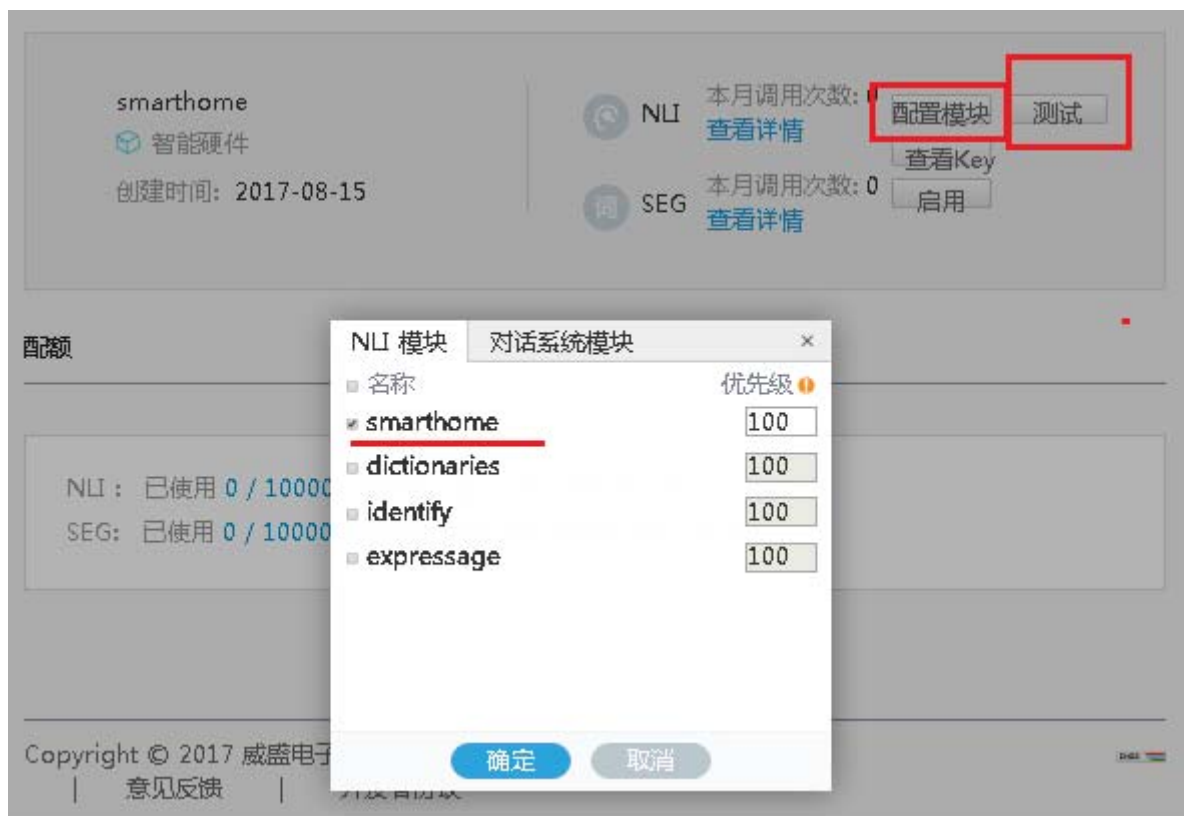 smarthome
智能硬件
创建时间: 2017-08-15
NLI
本月调用次数: 0
查看详情
SEG
本月调用次数: 0
查看详情
配置模块
测试
查看Key
启用
配额
NLI： 已使用 0 / 10000
SEG： 已使用 0 / 10000
NLI 模块 对话系统模块 ×
名称 优先级
smarthome 100
dictionaries 100
identify 100
expressage 100
确定 取消
Copyright © 2017 威盛电子
| 意见反馈 |